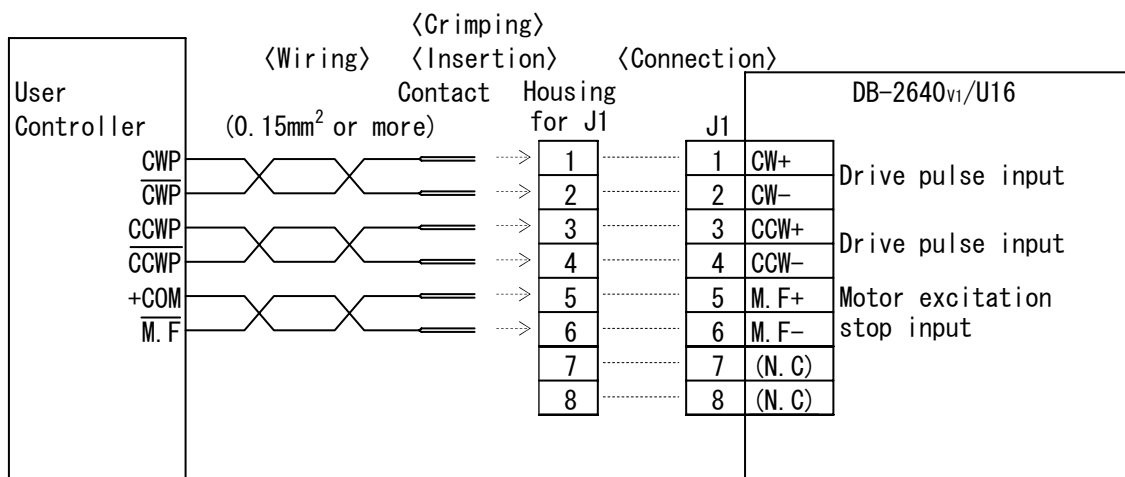 〈Crimping〉
〈Wiring〉 〈Insertion〉 〈Connection〉
User Contact Housing DB-2640V1/U16
Controller (0.15mm² or more) for J1 J1
CWP 1 1 CW+ Drive pulse input
C̅W̅P̅ 2 2 CW-
CCWP 3 3 CCW+ Drive pulse input
C̅C̅W̅P̅ 4 4 CCW-
+COM 5 5 M.F+ Motor excitation
M̅.̅F̅ 6 6 M.F- stop input
7 7 (N.C)
8 8 (N.C)